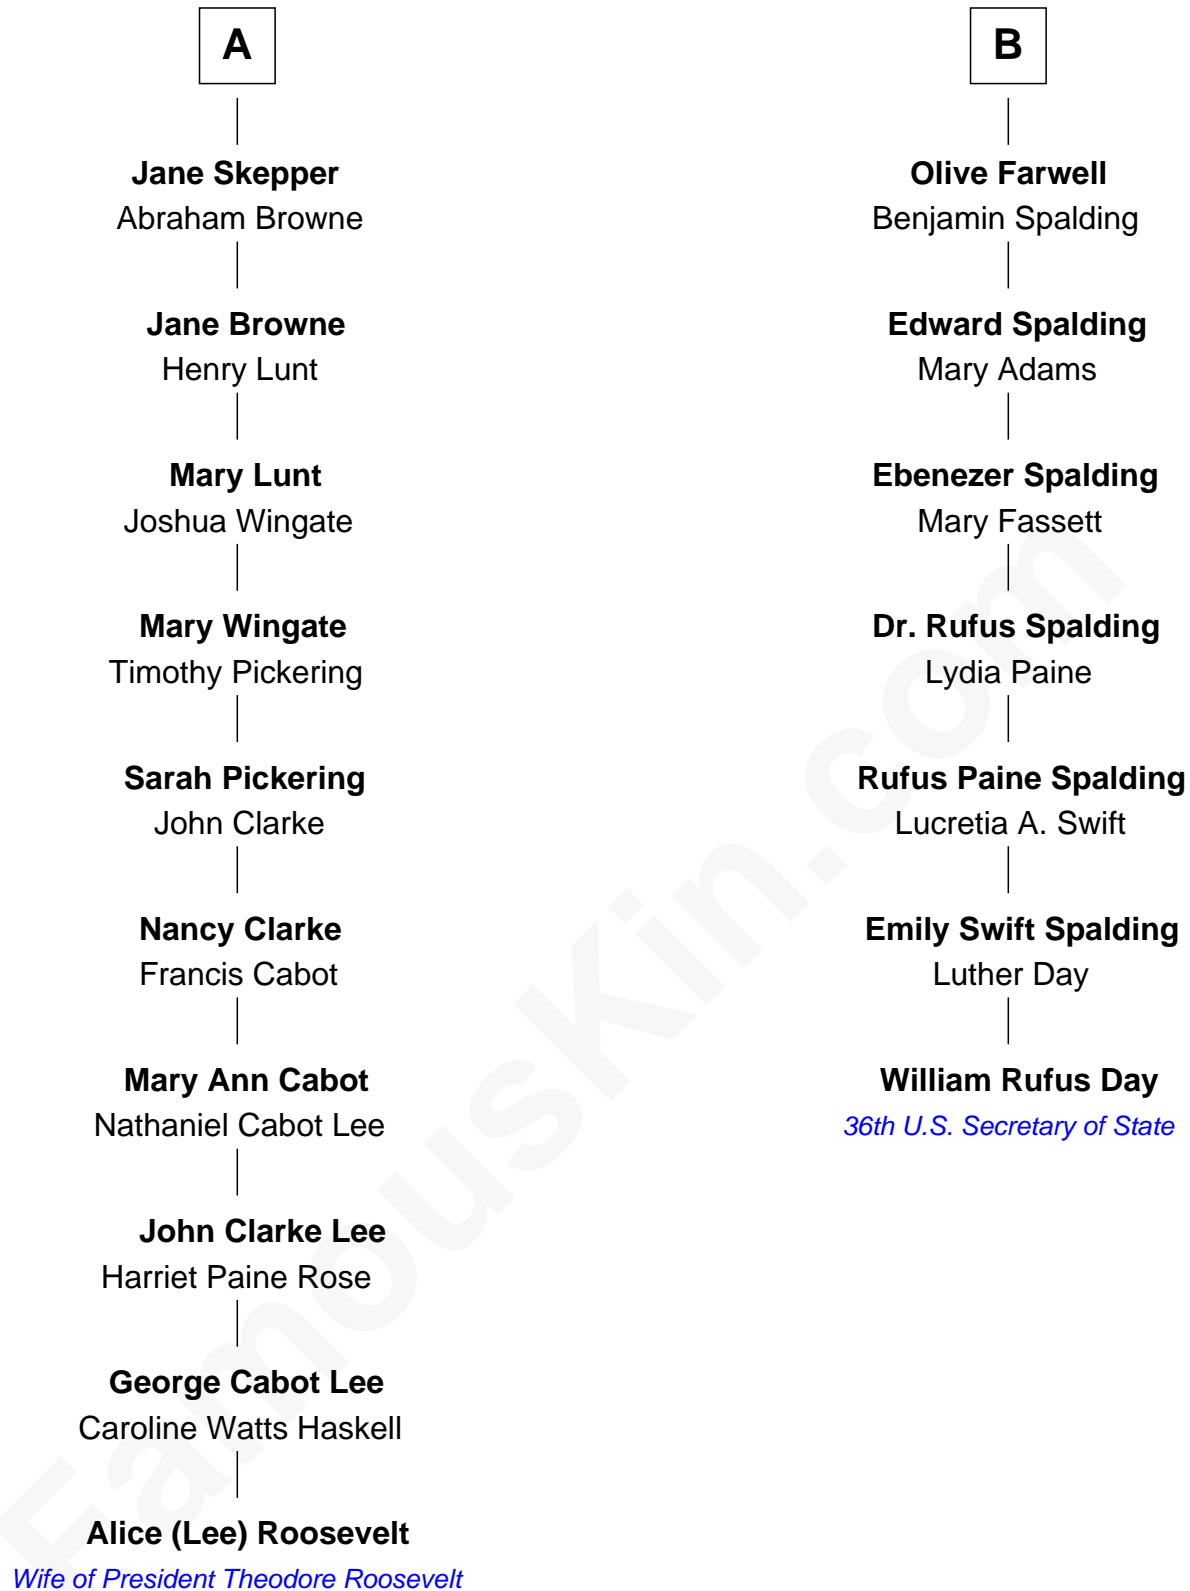 A
Jane Skepper
Abraham Browne
Jane Browne
Henry Lunt
Mary Lunt
Joshua Wingate
Mary Wingate
Timothy Pickering
Sarah Pickering
John Clarke
Nancy Clarke
Francis Cabot
Mary Ann Cabot
Nathaniel Cabot Lee
John Clarke Lee
Harriet Paine Rose
George Cabot Lee
Caroline Watts Haskell
Alice (Lee) Roosevelt
Wife of President Theodore Roosevelt
B
Olive Farwell
Benjamin Spalding
Edward Spalding
Mary Adams
Ebenezer Spalding
Mary Fassett
Dr. Rufus Spalding
Lydia Paine
Rufus Paine Spalding
Lucretia A. Swift
Emily Swift Spalding
Luther Day
William Rufus Day
36th U.S. Secretary of State
FamousKin.com